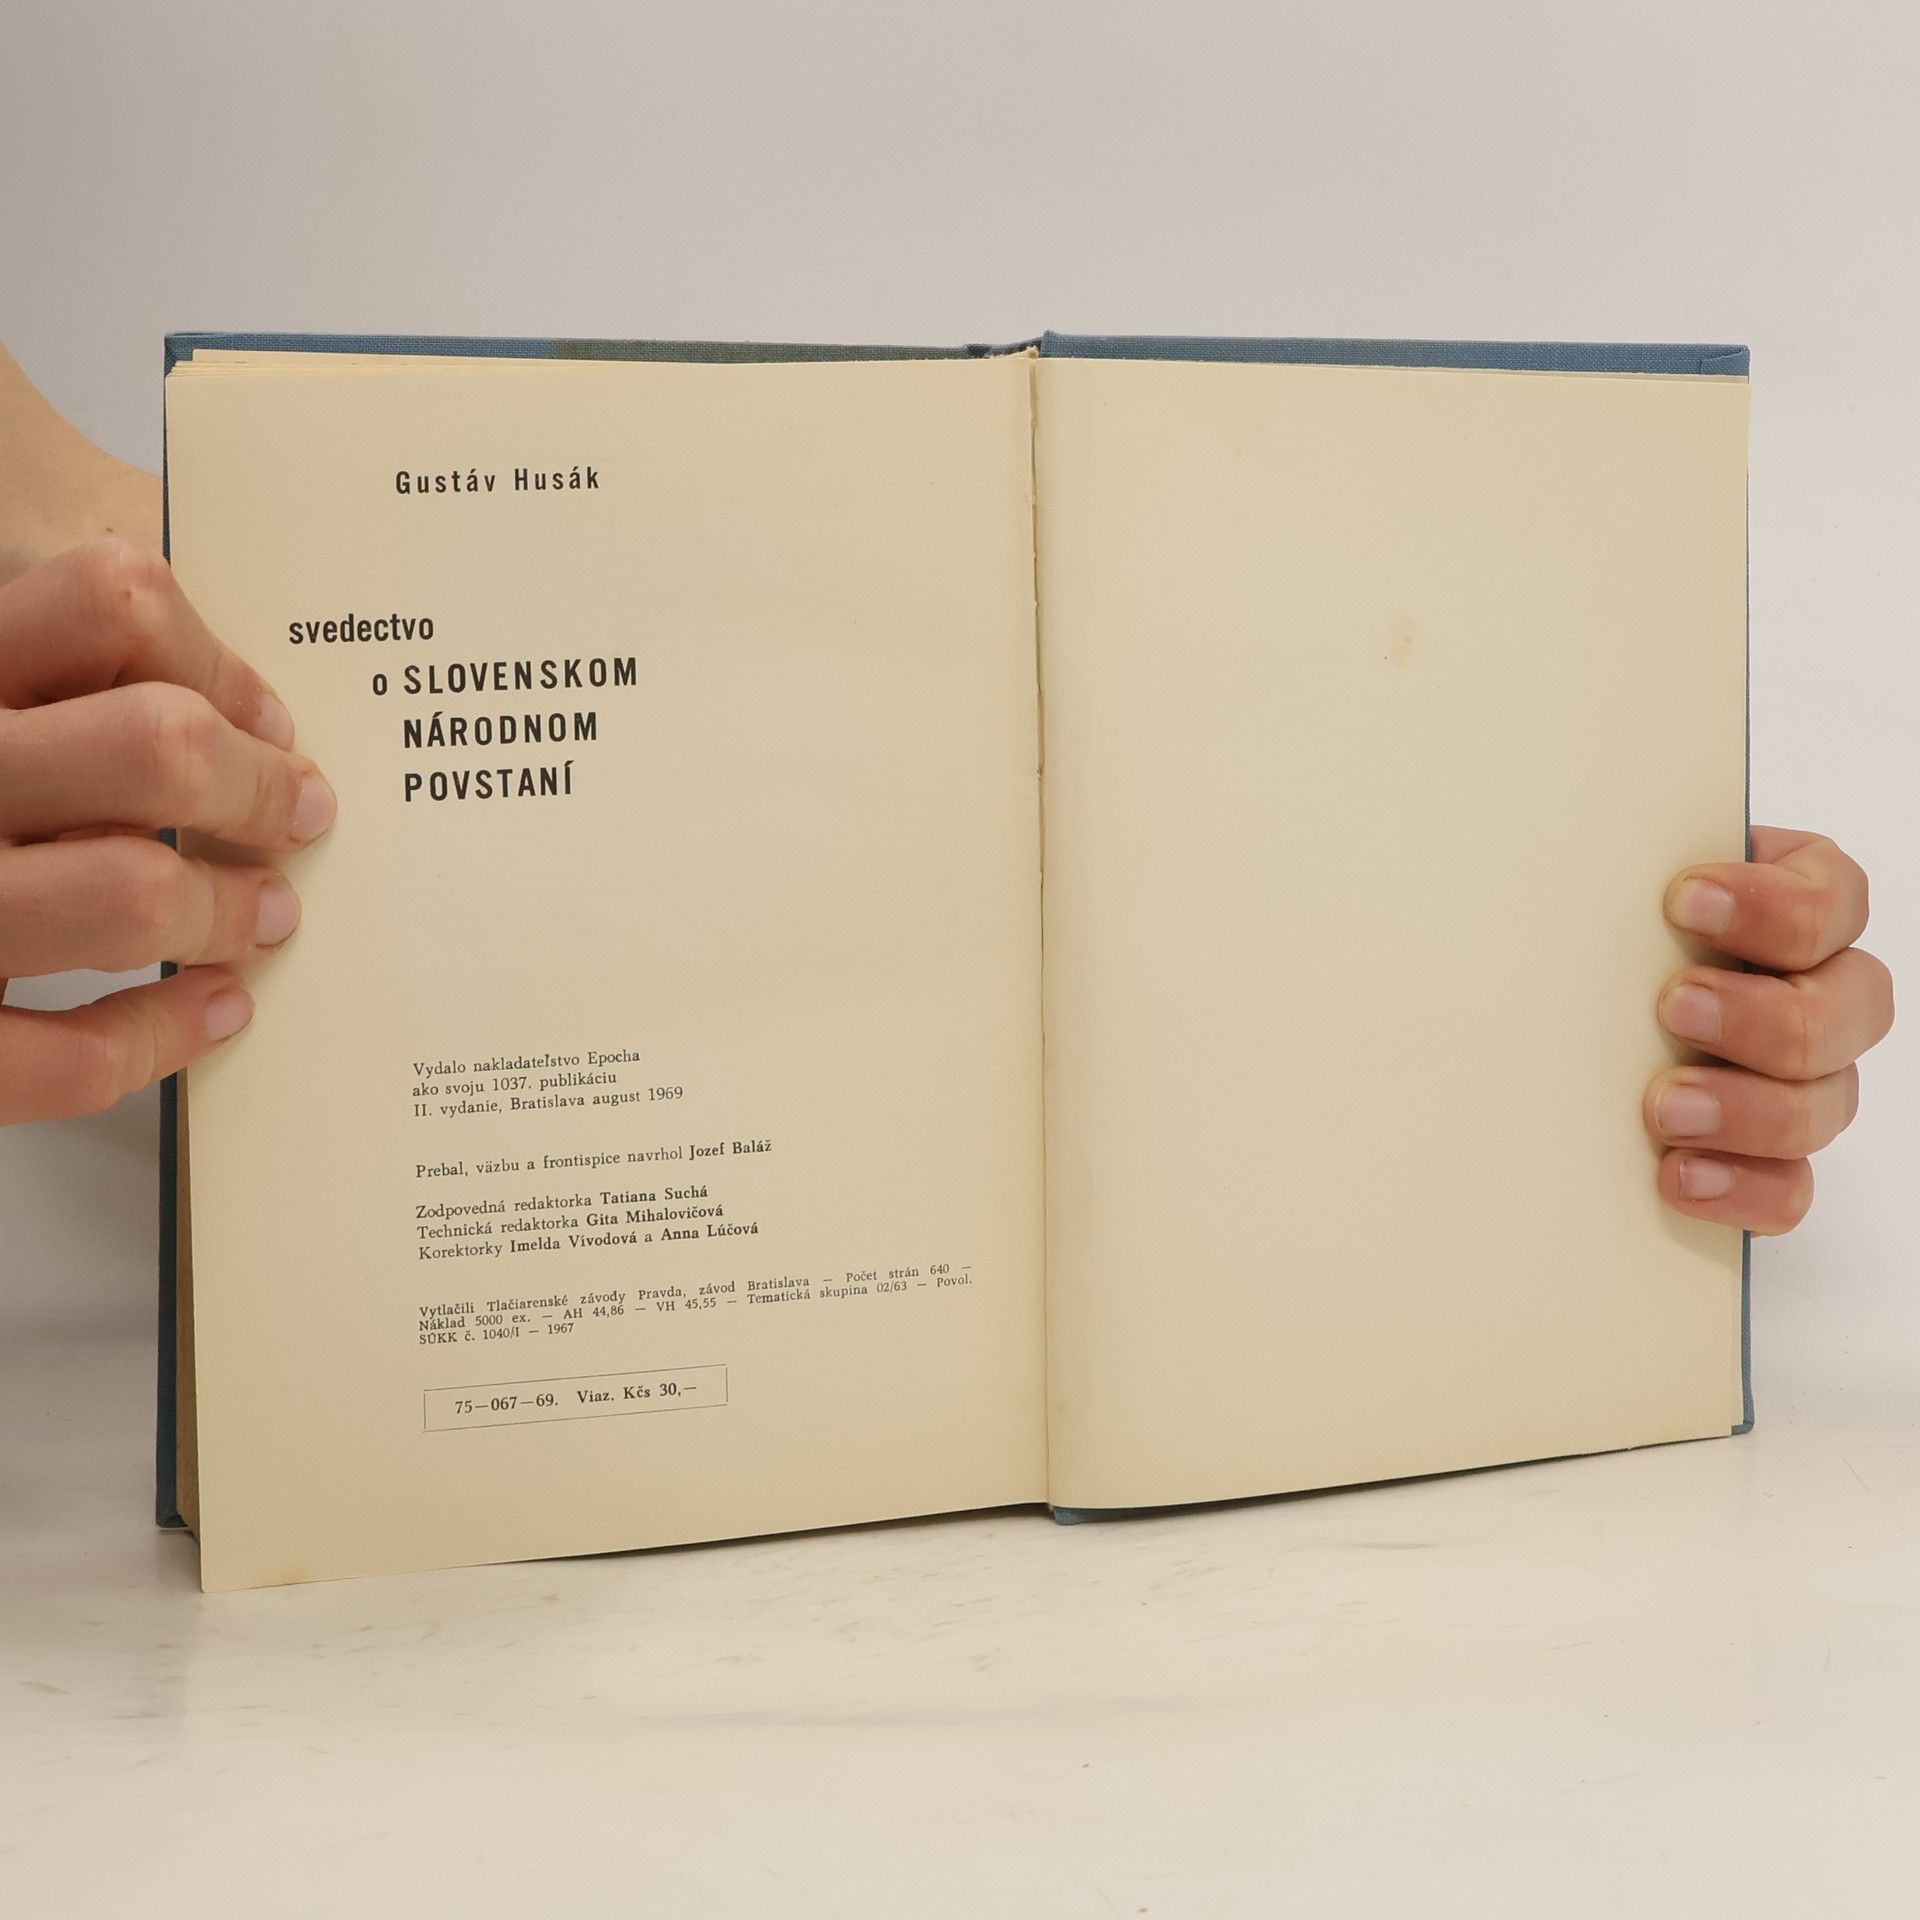 Gustáv Husák
svedectvo
o SLOVENSKOM
NÁRODNOM
POVSTANÍ
Vydalo nakladateľstvo Epocha
ako svoju 1037. publikáciu
II. vydanie, Bratislava august 1969
Prebal, väzbu a frontispice navrhol Jozef Baláž
Zodpovedná redaktorka Tatiana Suchá
Technická redaktorka Gita Mihalovičová
Korektorky Imelda Vívodová a Anna Lúčová
Vytlačili Tlačiarenské závody Pravda, závod Bratislava — Počet strán 640 —
Náklad 5000 ex. — AH 44,86 — VH 45,55 — Tematická skupina 02/63 — Povol.
SÚKK č. 1040/I — 1967
75—067—69. Viaz. Kčs 30,—